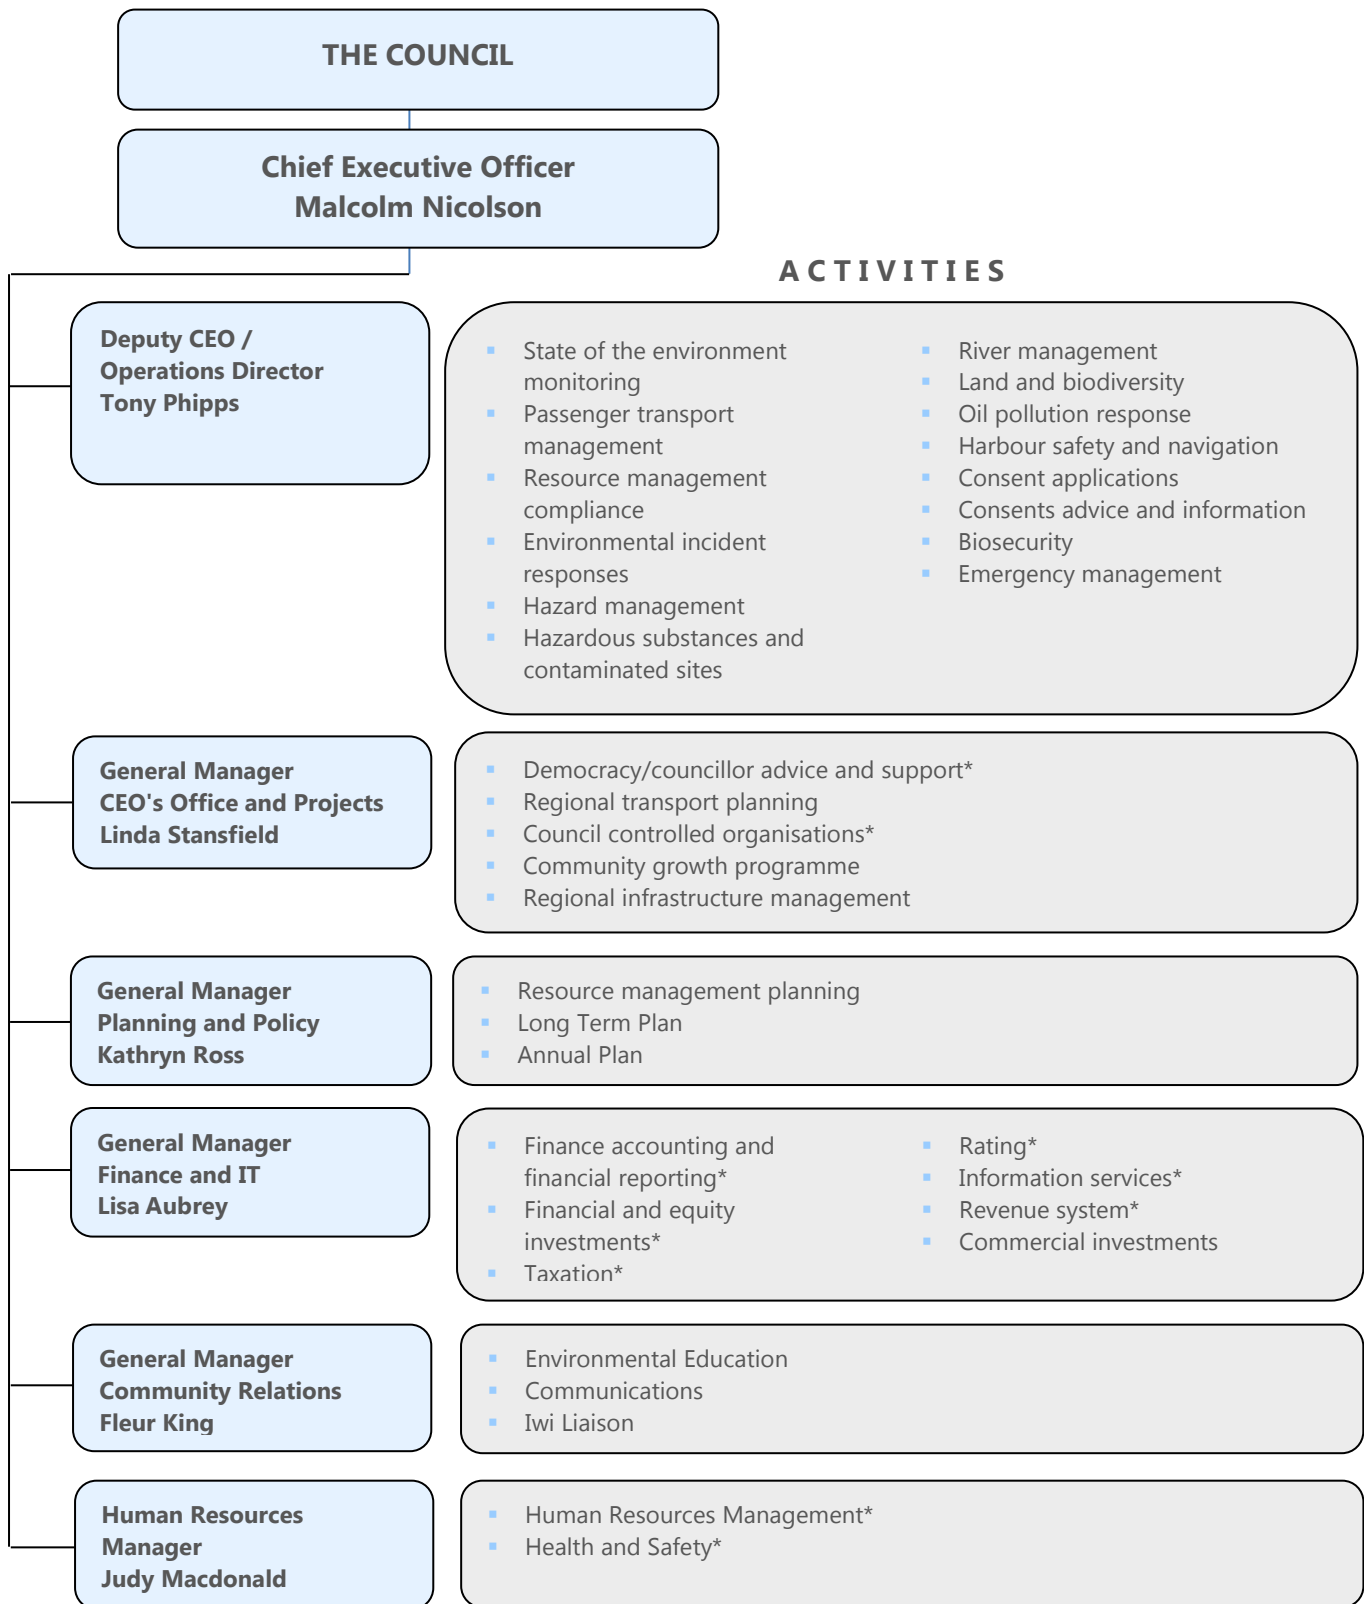 THE COUNCIL
Chief Executive Officer
Malcolm Nicolson
ACTIVITIES
Deputy CEO /
Operations Director
Tony Phipps
▪ State of the environment
monitoring
▪ Passenger transport
management
▪ Resource management
compliance
▪ Environmental incident
responses
▪ Hazard management
▪ Hazardous substances and
contaminated sites
▪ River management
▪ Land and biodiversity
▪ Oil pollution response
▪ Harbour safety and navigation
▪ Consent applications
▪ Consents advice and information
▪ Biosecurity
▪ Emergency management
General Manager
CEO's Office and Projects
Linda Stansfield
▪ Democracy/councillor advice and support*
▪ Regional transport planning
▪ Council controlled organisations*
▪ Community growth programme
▪ Regional infrastructure management
General Manager
Planning and Policy
Kathryn Ross
▪ Resource management planning
▪ Long Term Plan
▪ Annual Plan
General Manager
Finance and IT
Lisa Aubrey
▪ Finance accounting and
financial reporting*
▪ Financial and equity
investments*
▪ Taxation*
▪ Rating*
▪ Information services*
▪ Revenue system*
▪ Commercial investments
General Manager
Community Relations
Fleur King
▪ Environmental Education
▪ Communications
▪ Iwi Liaison
Human Resources
Manager
Judy Macdonald
▪ Human Resources Management*
▪ Health and Safety*